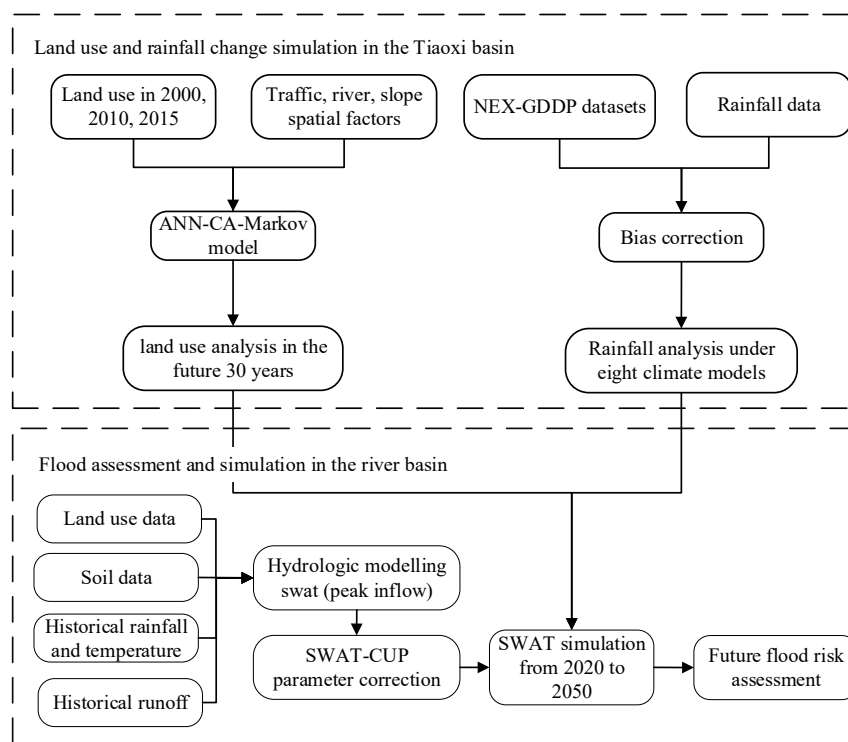 Land use and rainfall change simulation in the Tiaoxi basin
Land use in 2000,
2010, 2015
Traffic, river, slope
spatial factors
NEX-GDDP datasets
Rainfall data
ANN-CA-Markov
model
Bias correction
land use analysis in the
future 30 years
Rainfall analysis under
eight climate models
Flood assessment and simulation in the river basin
Land use data
Soil data
Historical rainfall
and temperature
Historical runoff
Hydrologic modelling
swat (peak inflow)
SWAT-CUP
parameter correction
SWAT simulation
from 2020 to
2050
Future flood risk
assessment